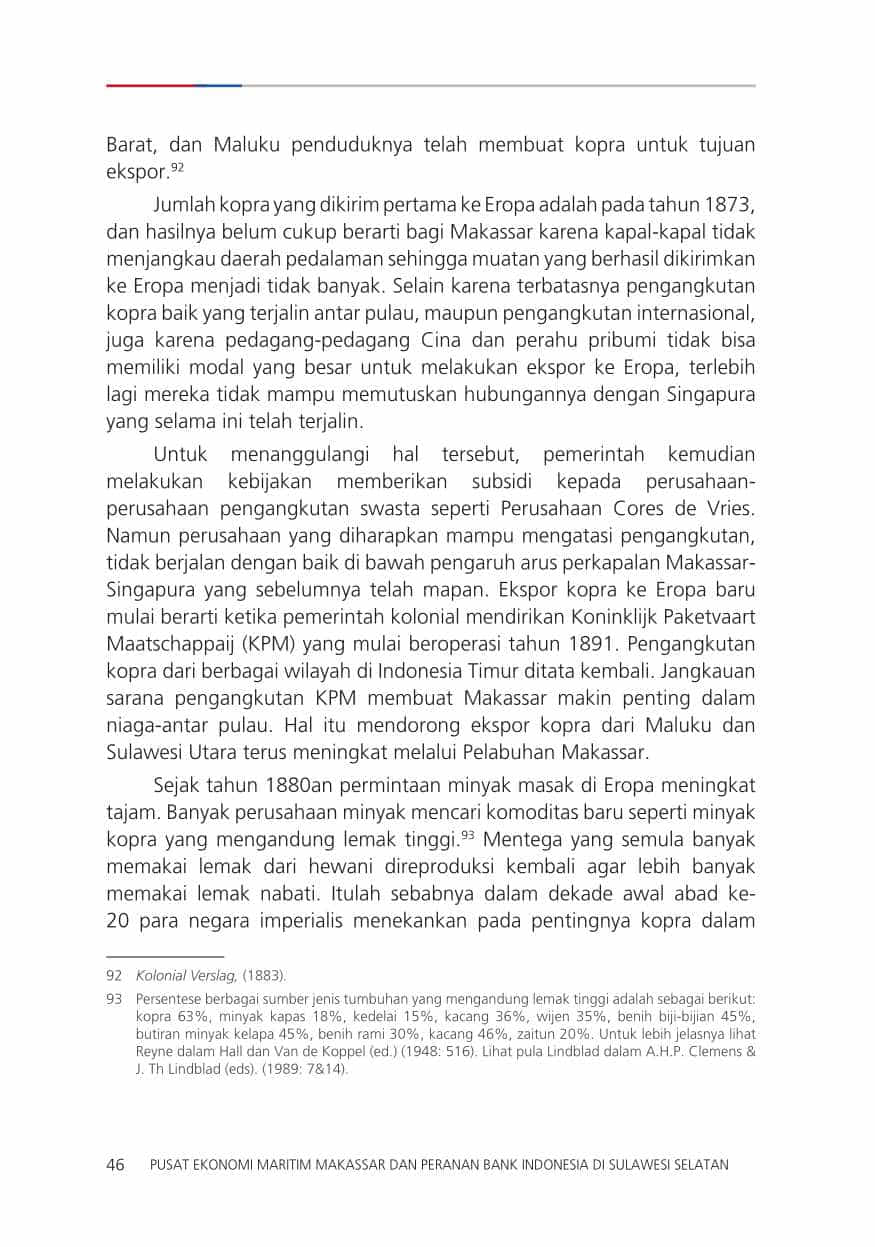 Barat, dan Maluku penduduknya telah membuat kopra untuk tujuan
ekspor.92
Jumlah kopra yang dikirim pertama ke Eropa adalah pada tahun 1873,
dan hasilnya belum cukup berarti bagi Makassar karena kapal-kapal tidak
menjangkau daerah pedalaman sehingga muatan yang berhasil dikirimkan
ke Eropa menjadi tidak banyak. Selain karena terbatasnya pengangkutan
kopra baik yang terjalin antar pulau, maupun pengangkutan internasional,
juga karena pedagang-pedagang Cina dan perahu pribumi tidak bisa
memiliki modal yang besar untuk melakukan ekspor ke Eropa, terlebih
lagi mereka tidak mampu memutuskan hubungannya dengan Singapura
yang selama ini telah terjalin.
Untuk menanggulangi hal tersebut, pemerintah kemudian
melakukan kebijakan memberikan subsidi kepada perusahaan-
perusahaan pengangkutan swasta seperti Perusahaan Cores de Vries.
Namun perusahaan yang diharapkan mampu mengatasi pengangkutan,
tidak berjalan dengan baik di bawah pengaruh arus perkapalan Makassar-
Singapura yang sebelumnya telah mapan. Ekspor kopra ke Eropa baru
mulai berarti ketika pemerintah kolonial mendirikan Koninklijk Paketvaart
Maatschappaij (KPM) yang mulai beroperasi tahun 1891. Pengangkutan
kopra dari berbagai wilayah di Indonesia Timur ditata kembali. Jangkauan
sarana pengangkutan KPM membuat Makassar makin penting dalam
niaga-antar pulau. Hal itu mendorong ekspor kopra dari Maluku dan
Sulawesi Utara terus meningkat melalui Pelabuhan Makassar.
Sejak tahun 1880an permintaan minyak masak di Eropa meningkat
tajam. Banyak perusahaan minyak mencari komoditas baru seperti minyak
kopra yang mengandung lemak tinggi.93 Mentega yang semula banyak
memakai lemak dari hewani direproduksi kembali agar lebih banyak
memakai lemak nabati. Itulah sebabnya dalam dekade awal abad ke-
20 para negara imperialis menekankan pada pentingnya kopra dalam
92 Kolonial Verslag, (1883).
93 Persentese berbagai sumber jenis tumbuhan yang mengandung lemak tinggi adalah sebagai berikut:
kopra 63%, minyak kapas 18%, kedelai 15%, kacang 36%, wijen 35%, benih biji-bijian 45%,
butiran minyak kelapa 45%, benih rami 30%, kacang 46%, zaitun 20%. Untuk lebih jelasnya lihat
Reyne dalam Hall dan Van de Koppel (ed.) (1948: 516). Lihat pula Lindblad dalam A.H.P. Clemens &
J. Th Lindblad (eds). (1989: 7&14).
46 PUSAT EKONOMI MARITIM MAKASSAR DAN PERANAN BANK INDONESIA DI SULAWESI SELATAN